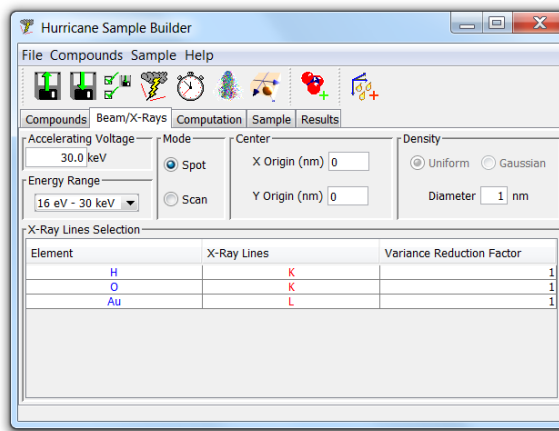 Hurricane Sample Builder
File Compounds Sample Help
Compounds Beam/X-Rays Computation Sample Results
Accelerating Voltage Mode Center Density
30.0 keV Spot X Origin (nm) 0 Uniform Gaussian
Energy Range
16 eV - 30 keV Scan Y Origin (nm) 0 Diameter 1 nm
X-Ray Lines Selection
Element X-Ray Lines Variance Reduction Factor
H K 1
O K 1
Au L 1